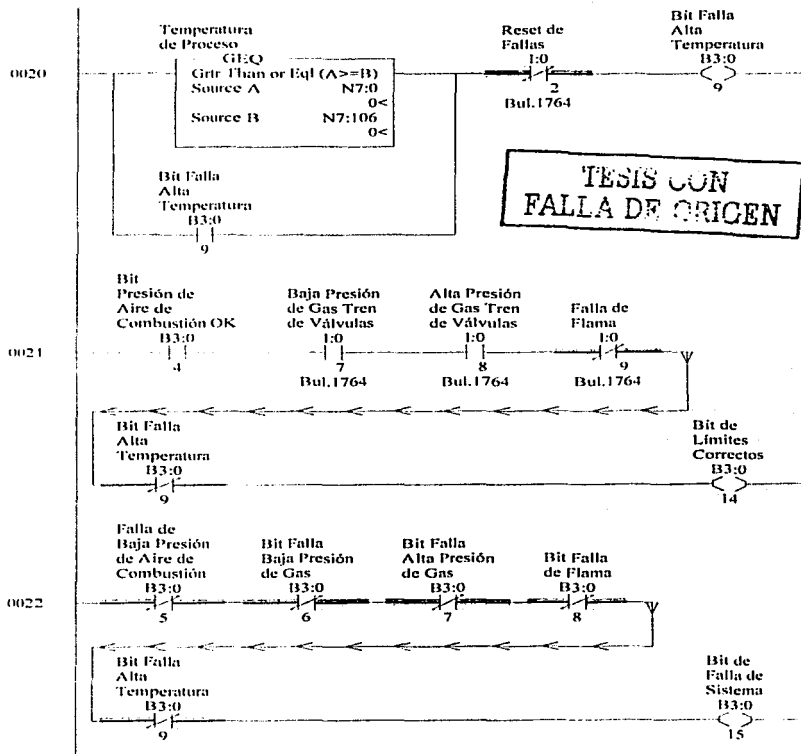 Temperatura
de Proceso
GEQ
Grtr Than or Eql (A>=B)
Source A N7:0
0<
Source B N7:106
0<
Reset de
Fallas
I:0
2
Bul.1764
Bit Falla
Alta
Temperatura
B3:0
9
0020
Bit Falla
Alta
Temperatura
B3:0
9
TESIS CON
FALLA DE ORIGEN
0021
Bit
Presión de
Aire de
Combustión OK
B3:0
4
Baja Presión
de Gas Tren
de Válvulas
I:0
7
Bul.1764
Alta Presión
de Gas Tren
de Válvulas
I:0
8
Bul.1764
Falla de
Flama
I:0
9
Bul.1764
Bit Falla
Alta
Temperatura
B3:0
9
Bit de
Límites
Correctos
B3:0
14
0022
Falla de
Baja Presión
de Aire de
Combustión
B3:0
5
Bit Falla
Baja Presión
de Gas
B3:0
6
Bit Falla
Alta Presión
de Gas
B3:0
7
Bit Falla
de Flama
B3:0
8
Bit Falla
Alta
Temperatura
B3:0
9
Bit de
Falla de
Sistema
B3:0
15